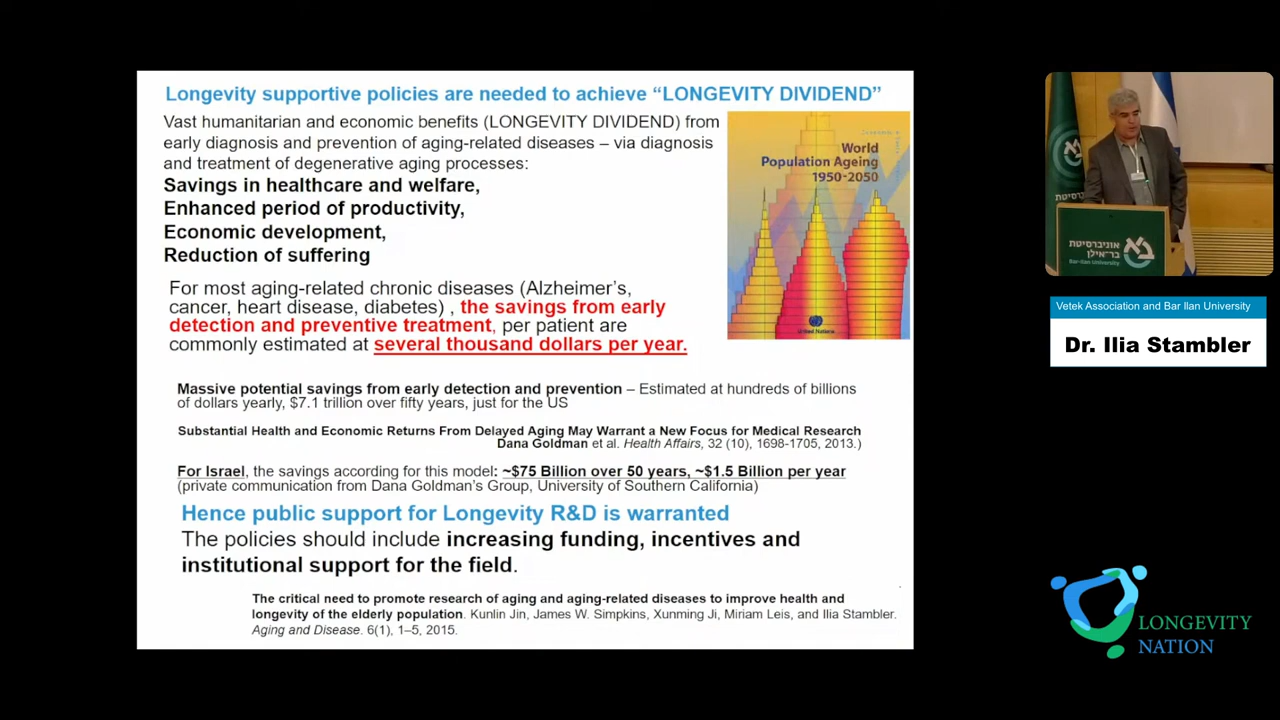 Longevity supportive policies are needed to achieve “LONGEVITY DIVIDEND”
Vast humanitarian and economic benefits (LONGEVITY DIVIDEND) from
early diagnosis and prevention of aging-related diseases – via diagnosis
and treatment of degenerative aging processes:
Savings in healthcare and welfare,
Enhanced period of productivity,
Economic development,
Reduction of suffering
World
Population Ageing
1950-2050
United Nations
For most aging-related chronic diseases (Alzheimer’s,
cancer, heart disease, diabetes) , the savings from early
detection and preventive treatment, per patient are
commonly estimated at several thousand dollars per year.
Massive potential savings from early detection and prevention – Estimated at hundreds of billions
of dollars yearly, $7.1 trillion over fifty years, just for the US
Substantial Health and Economic Returns From Delayed Aging May Warrant a New Focus for Medical Research
Dana Goldman et al. Health Affairs, 32 (10), 1698-1705, 2013.)
For Israel, the savings according for this model: ~$75 Billion over 50 years, ~$1.5 Billion per year
(private communication from Dana Goldman’s Group, University of Southern California)
Hence public support for Longevity R&D is warranted
The policies should include increasing funding, incentives and
institutional support for the field.
The critical need to promote research of aging and aging-related diseases to improve health and
longevity of the elderly population. Kunlin Jin, James W. Simpkins, Xunming Ji, Miriam Leis, and Ilia Stambler.
Aging and Disease. 6(1), 1–5, 2015.
אוניברסיטת
בר־אילן
Bar-Ilan University
Vetek Association and Bar Ilan University
Dr. Ilia Stambler
LONGEVITY
NATION